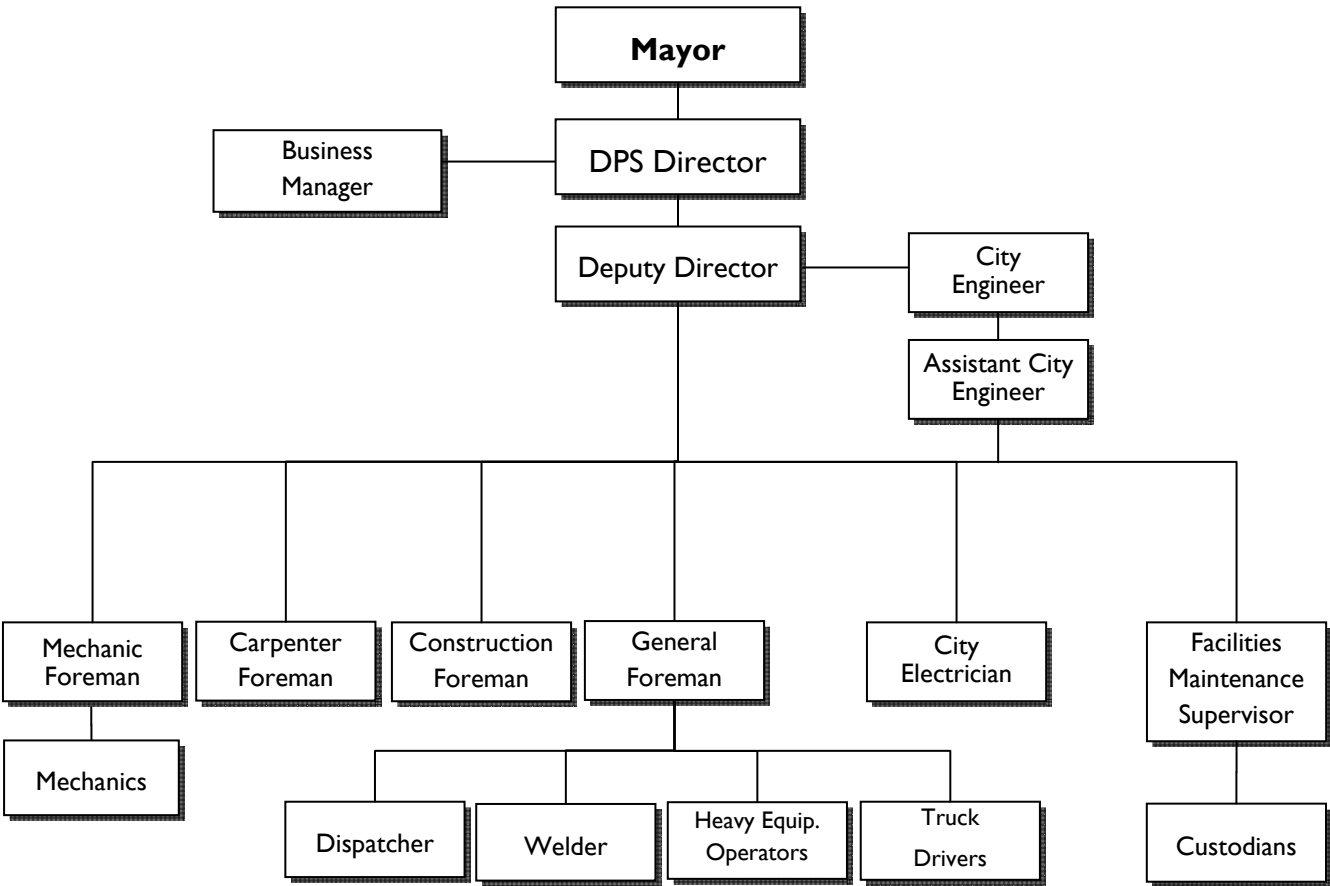 Mayor
Business
Manager
DPS Director
Deputy Director
City
Engineer
Assistant City
Engineer
Mechanic
Foreman
Carpenter
Foreman
Construction
Foreman
General
Foreman
City
Electrician
Facilities
Maintenance
Supervisor
Mechanics
Dispatcher
Welder
Heavy Equip.
Operators
Truck
Drivers
Custodians